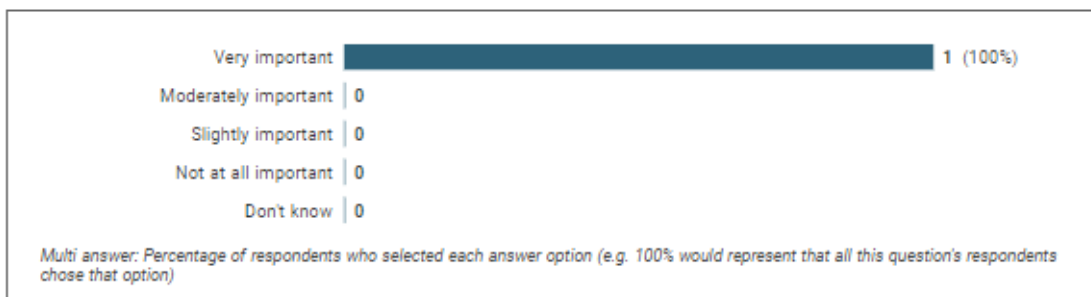 Very important 1 (100%)
Moderately important 0
Slightly important 0
Not at all important 0
Don't know 0
Multi answer: Percentage of respondents who selected each answer option (e.g. 100% would represent that all this question's respondents
chose that option)